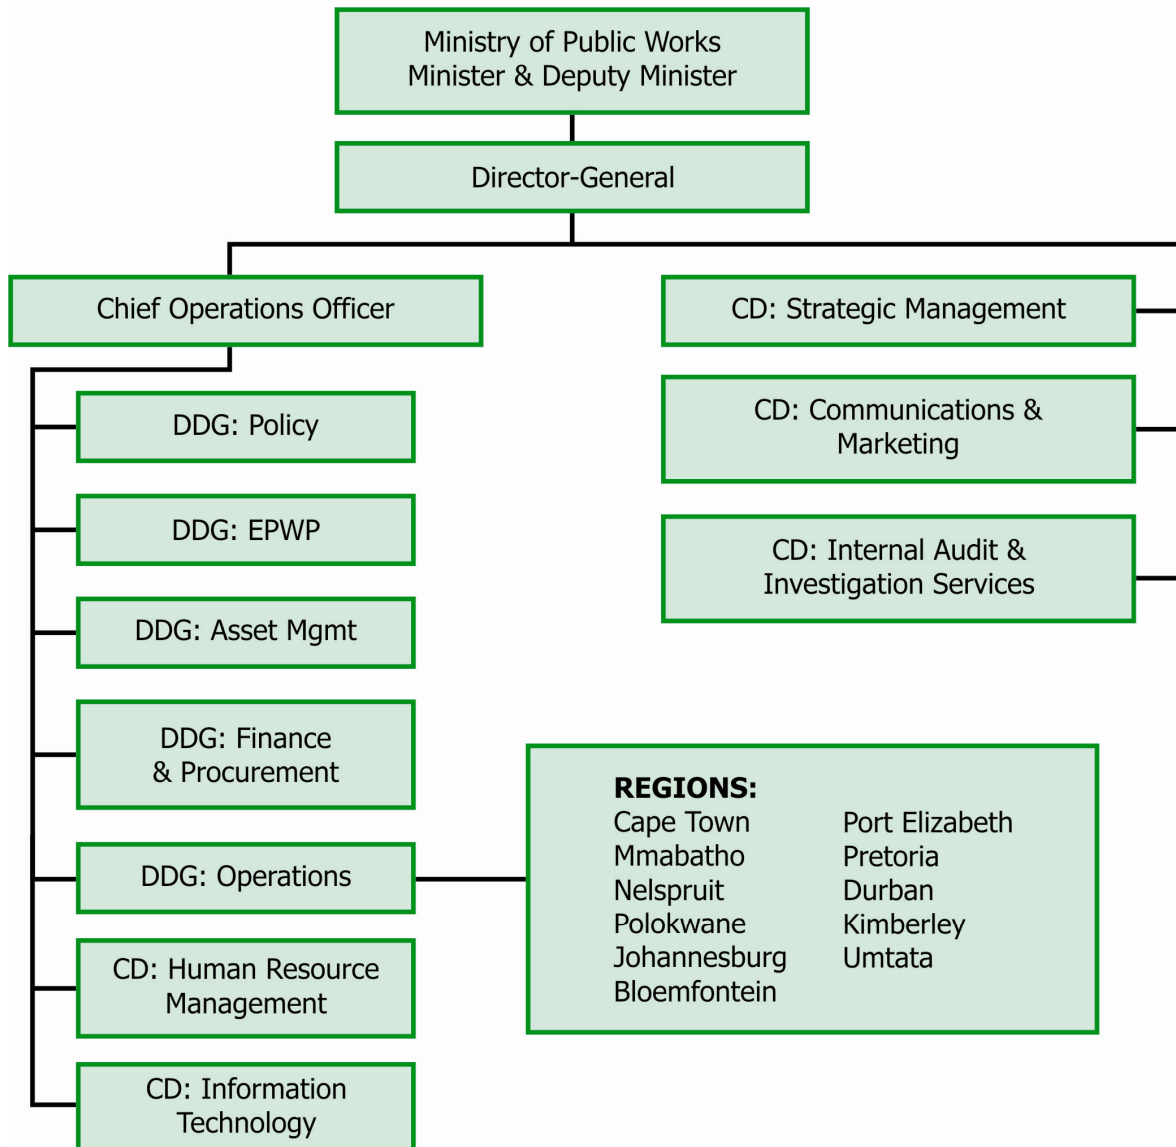 Ministry of Public Works
Minister & Deputy Minister
Director-General
Chief Operations Officer
DDG: Policy
DDG: EPWP
DDG: Asset Mgmt
DDG: Finance
& Procurement
DDG: Operations
CD: Human Resource
Management
CD: Information
Technology
CD: Strategic Management
CD: Communications &
Marketing
CD: Internal Audit &
Investigation Services
REGIONS:
Cape Town
Mmabatho
Nelspruit
Polokwane
Johannesburg
Bloemfontein
Port Elizabeth
Pretoria
Durban
Kimberley
Umtata